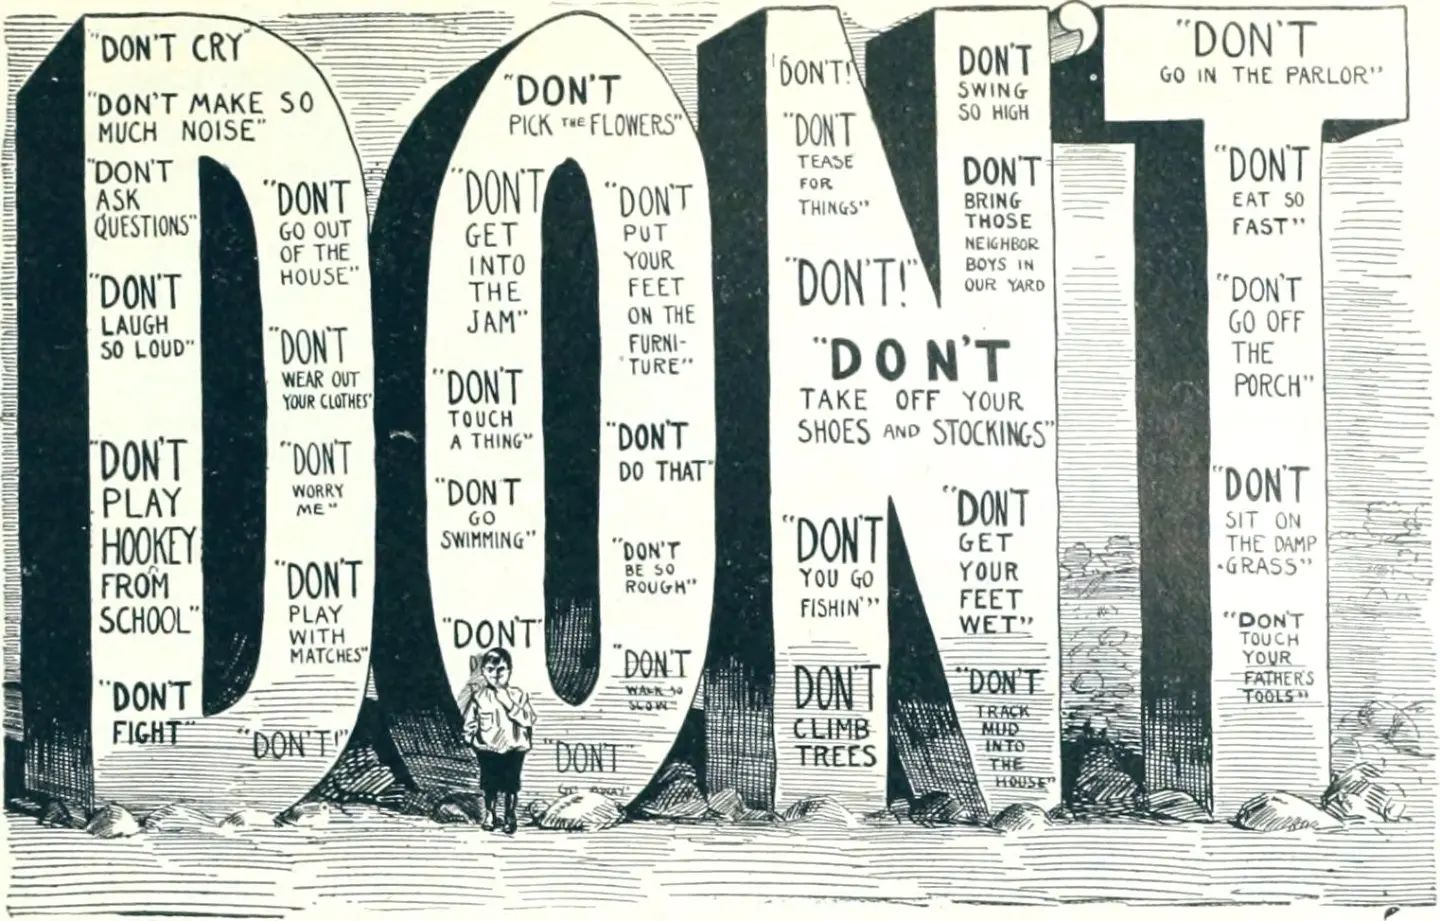 "DON'T CRY"
"DON'T MAKE SO
MUCH NOISE"
"DON'T
ASK
QUESTIONS"
"DON'T
LAUGH
SO LOUD"
"DON'T
PLAY
HOOKEY
FROM
SCHOOL"
"DON'T
FIGHT"
"DON'T
GO OUT
OF THE
HOUSE"
"DON'T
WEAR OUT
YOUR CLOTHES'
"DON'T
WORRY
ME"
"DON'T
PLAY
WITH
MATCHES"
"DON'T!"
"DON'T
PICK THE FLOWERS"
"DON'T
GET
INTO
THE
JAM"
"DON'T
TOUCH
A THING"
"DON'T
GO
SWIMMING"
"DON'T"
"DON'T
PUT
YOUR
FEET
ON THE
FURNI-
TURE"
"DON'T
DO THAT"
"DON'T
BE SO
ROUGH"
"DON'T
WALK SO
SLOW"
"DON'T"
'DON'T!
"DON'T
TEASE
FOR
THINGS"
"DON'T!"
DON'T
SWING
SO HIGH
DON'T
BRING
THOSE
NEIGHBOR
BOYS IN
OUR YARD
"DON'T
TAKE OFF YOUR
SHOES AND STOCKINGS"
"DON'T
YOU GO
FISHIN'"
DON'T
CLIMB
TREES
"DON'T
GET
YOUR
FEET
WET"
"DON'T
TRACK
MUD
INTO
THE
HOUSE"
"DON'T
GO IN THE PARLOR"
"DON'T
EAT SO
FAST"
"DON'T
GO OFF
THE
PORCH"
"DON'T
SIT ON
THE DAMP
GRASS"
"DON'T
TOUCH
YOUR
FATHER'S
TOOLS"
DON'T